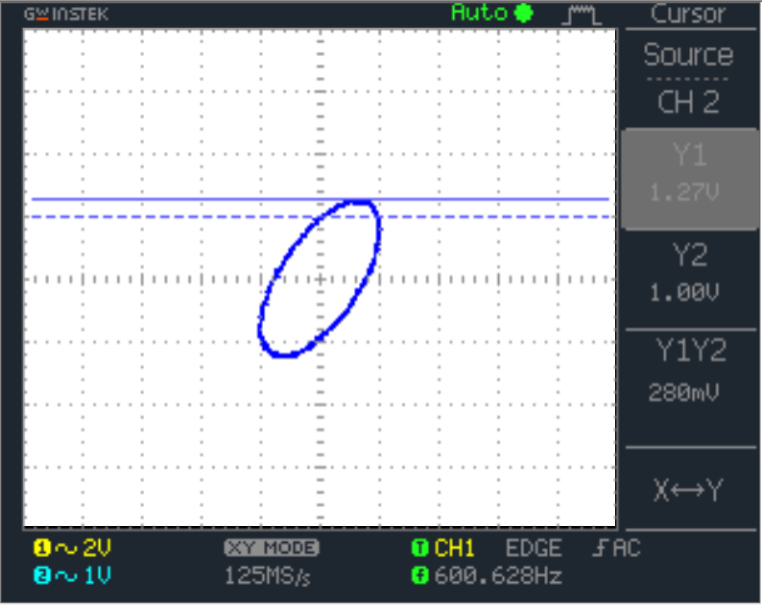 GWINSTEK Auto Cursor
Source
CH 2
Y1
1.27V
Y2
1.00V
Y1Y2
280mV
X↔Y
1 ~ 2V XY MODE T CH1 EDGE ƒ AC
2 ~ 1V 125MS/s f 600.628Hz